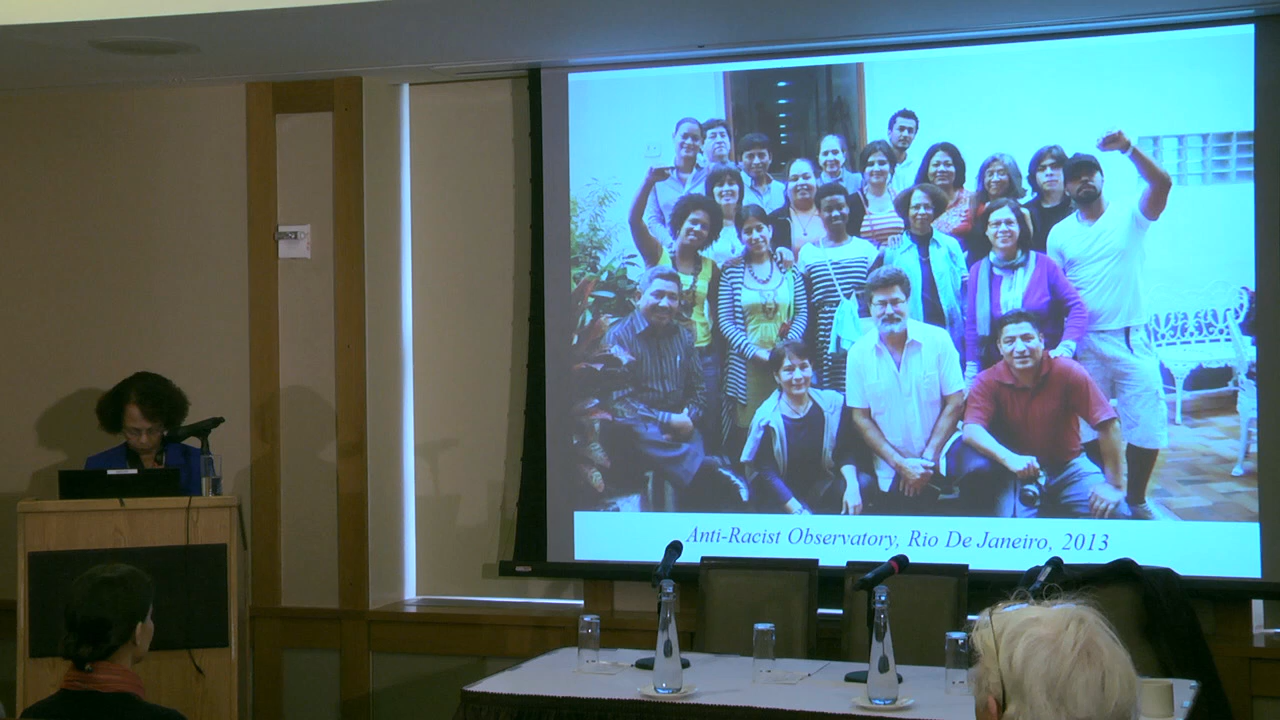 Anti-Racist Observatory, Rio De Janeiro, 2013